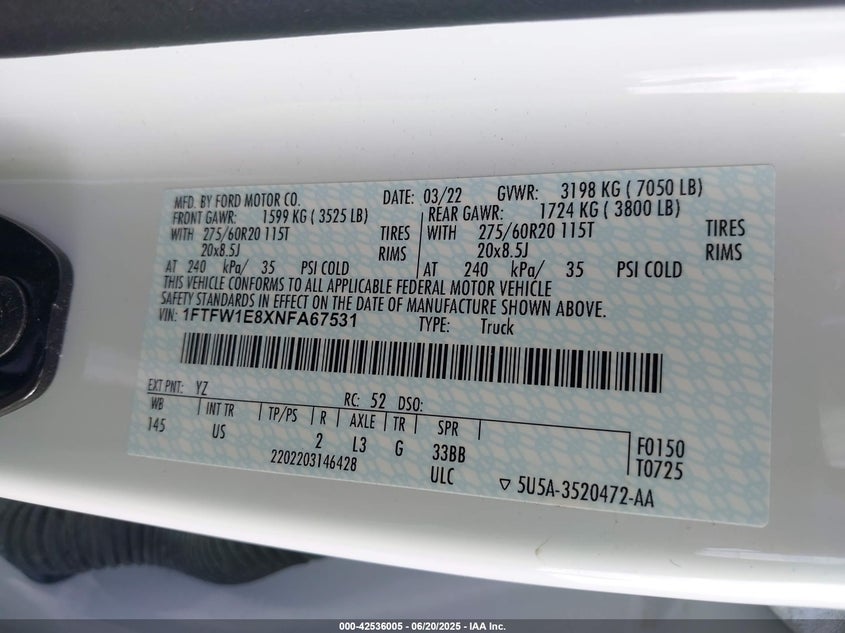 MFD. BY FORD MOTOR CO. DATE: 03/22 GVWR: 3198 KG ( 7050 LB)
FRONT GAWR: 1599 KG ( 3525 LB) REAR GAWR: 1724 KG ( 3800 LB)
WITH 275/60R20 115T TIRES WITH 275/60R20 115T TIRES
20x8.5J RIMS 20x8.5J RIMS
AT 240 kPa/ 35 PSI COLD AT 240 kPa/ 35 PSI COLD
THIS VEHICLE CONFORMS TO ALL APPLICABLE FEDERAL MOTOR VEHICLE
SAFETY STANDARDS IN EFFECT ON THE DATE OF MANUFACTURE SHOWN ABOVE.
VIN: 1FTFW1E8XNFA67531 TYPE: Truck
EXT PNT: YZ RC: 52 DSO:
WB INT TR TP/PS R AXLE TR SPR
145 US 2 L3 G 33BB F0150
2202203146428 ULC T0725
5U5A-3520472-AA
000-42536005 - 06/20/2025 - IAA Inc.